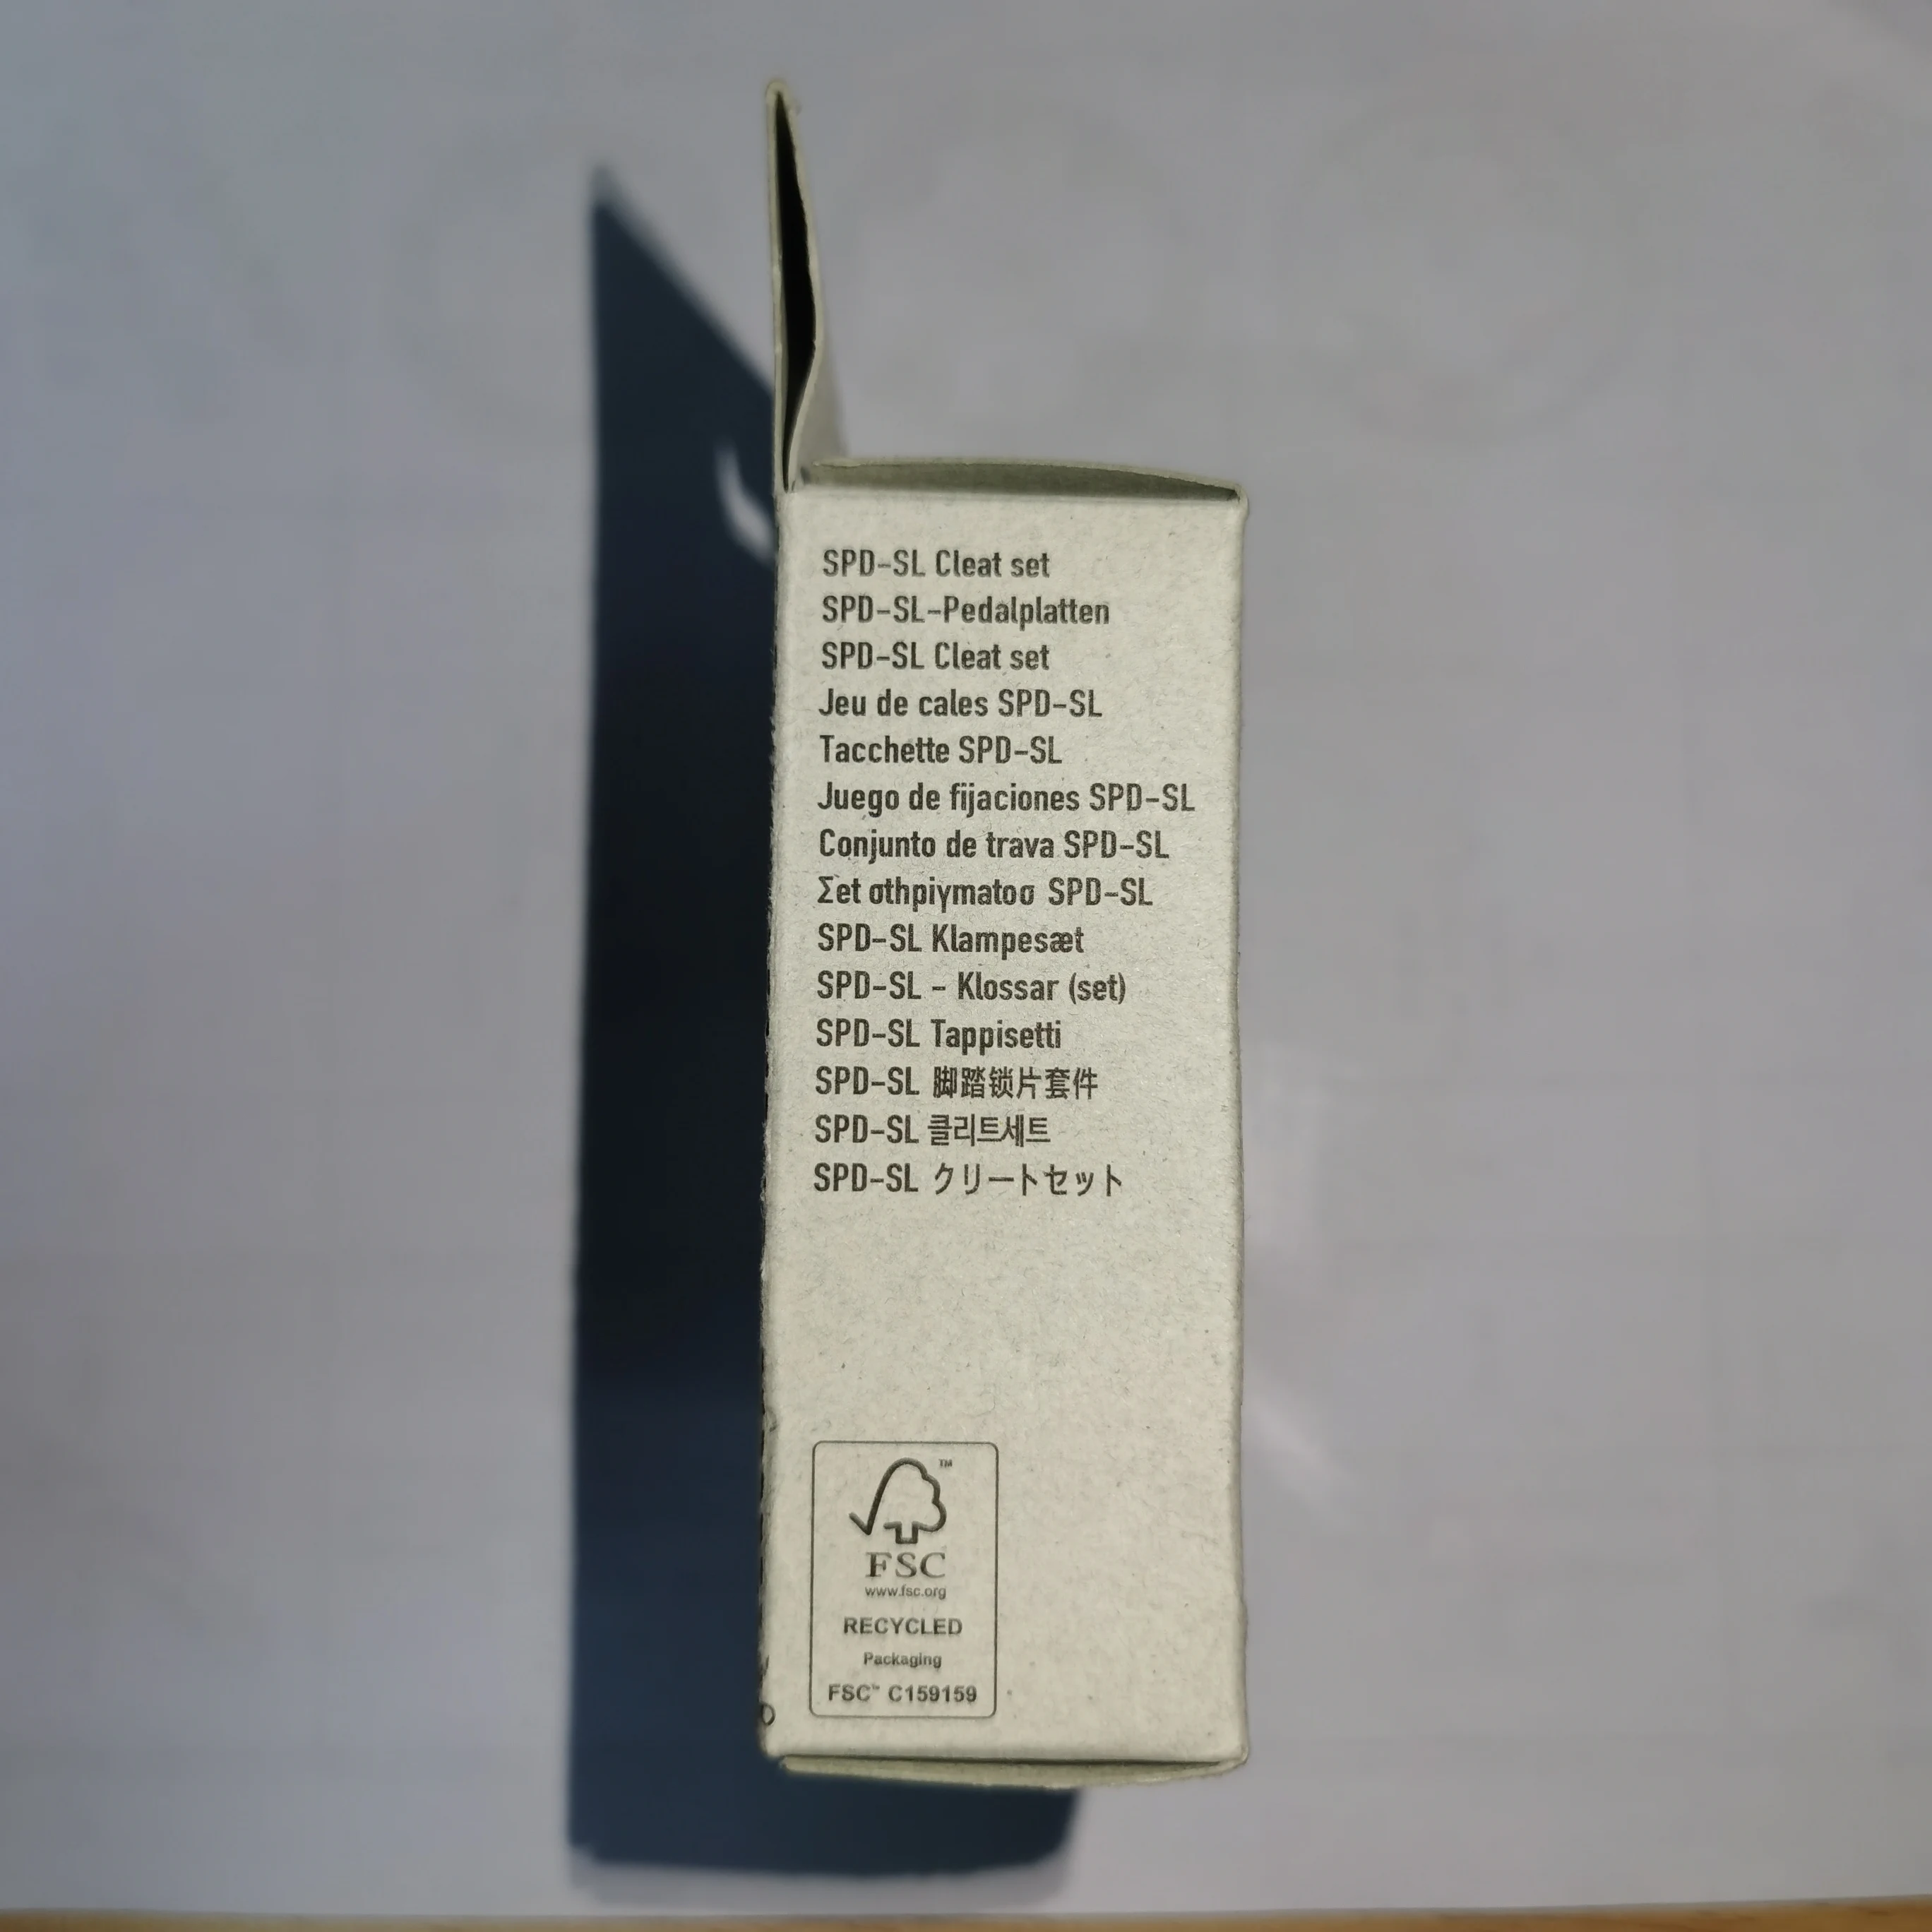 SPD-SL Cleat set
SPD-SL-Pedalplatten
SPD-SL Cleat set
Jeu de cales SPD-SL
Tacchette SPD-SL
Juego de fijaciones SPD-SL
Conjunto de trava SPD-SL
Σet σthρiγmatoσ SPD-SL
SPD-SL Klampesæt
SPD-SL - Klossar (set)
SPD-SL Tappisetti
SPD-SL 脚踏锁片套件
SPD-SL 클리트세트
SPD-SL クリートセット
TM
FSC
www.fsc.org
RECYCLED
Packaging
FSC™ C159159